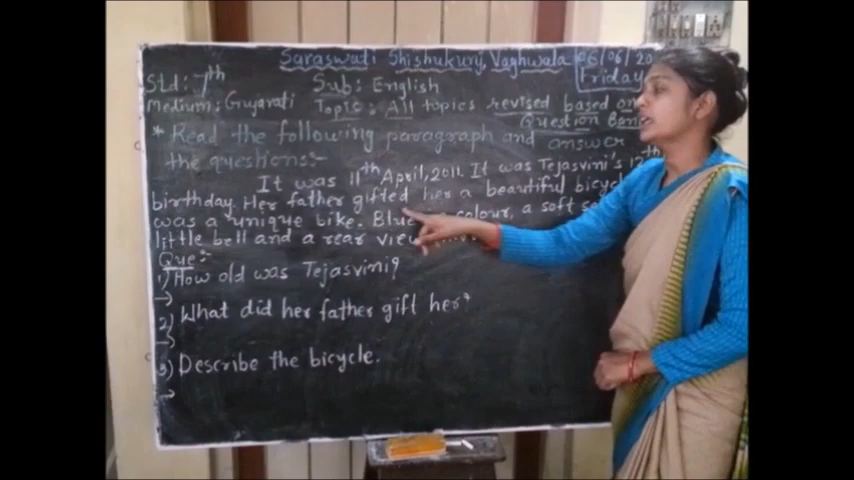 Saraswati Shishukunj, Vaghwala
06/06/20
Friday
Std:- 7th
Sub: English
Medium: Gujarati
Topic: All topics revised based on
Question Bank
* Read the following paragraph and answer
the questions:-
It was 11th April, 2011. It was Tejasvini's 12th
birthday. Her father gifted her a beautiful
was a unique bike. Blue colour, a soft
little bell and a rear view
Que:-
1) How old was Tejasvini?
→
2) What did her father gift her?
→
3) Describe the bicycle.
→